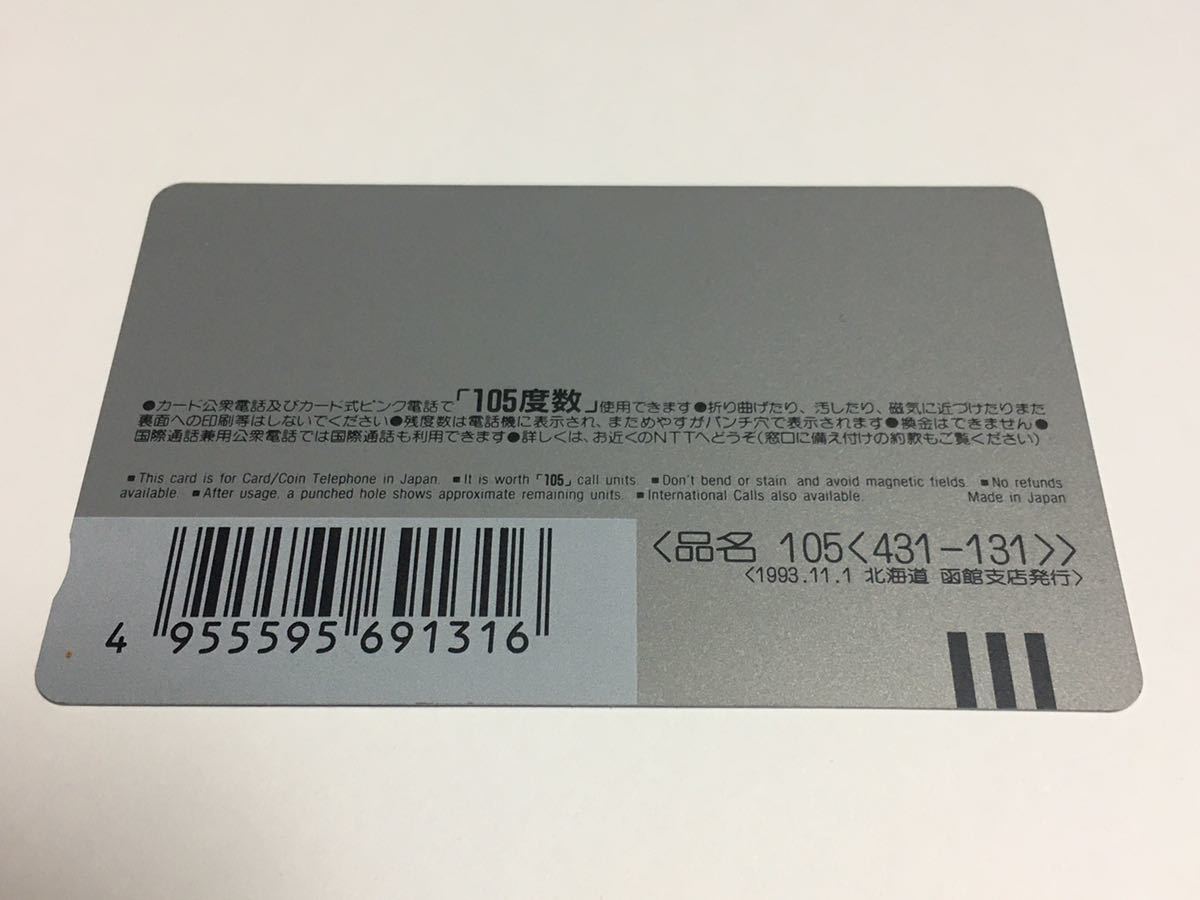 ●カード公衆電話及びカード式ピンク電話で「105度数」使用できます●折り曲げたり、汚したり、磁気に近づけたりまた
裏面への印刷等はしないでください●残度数は電話機に表示され、まためやすがパンチ穴で表示されます●換金はできません●
国際通話兼用公衆電話では国際通話も利用できます●詳しくは、お近くのNTTへどうぞ(窓口に備え付けの約款もご覧ください)
■This card is for Card/Coin Telephone in Japan. ■It is worth「105」call units. ■Don't bend or stain and avoid magnetic fields. ■No refunds
available. ■After usage, a punched hole shows approximate remaining units. ■International Calls also available. Made in Japan
<品名 105<431-131>>
<1993.11.1 北海道 函館支店発行>
4 955595 691316